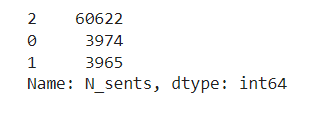 2    60622
0     3974
1     3965
Name: N_sents, dtype: int64